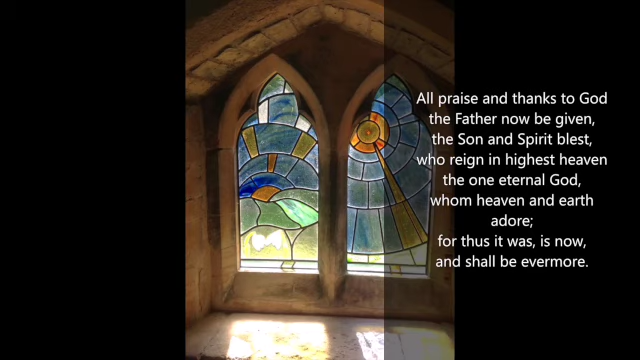 All praise and thanks to God
the Father now be given,
the Son and Spirit blest,
who reign in highest heaven
the one eternal God,
whom heaven and earth
adore;
for thus it was, is now,
and shall be evermore.